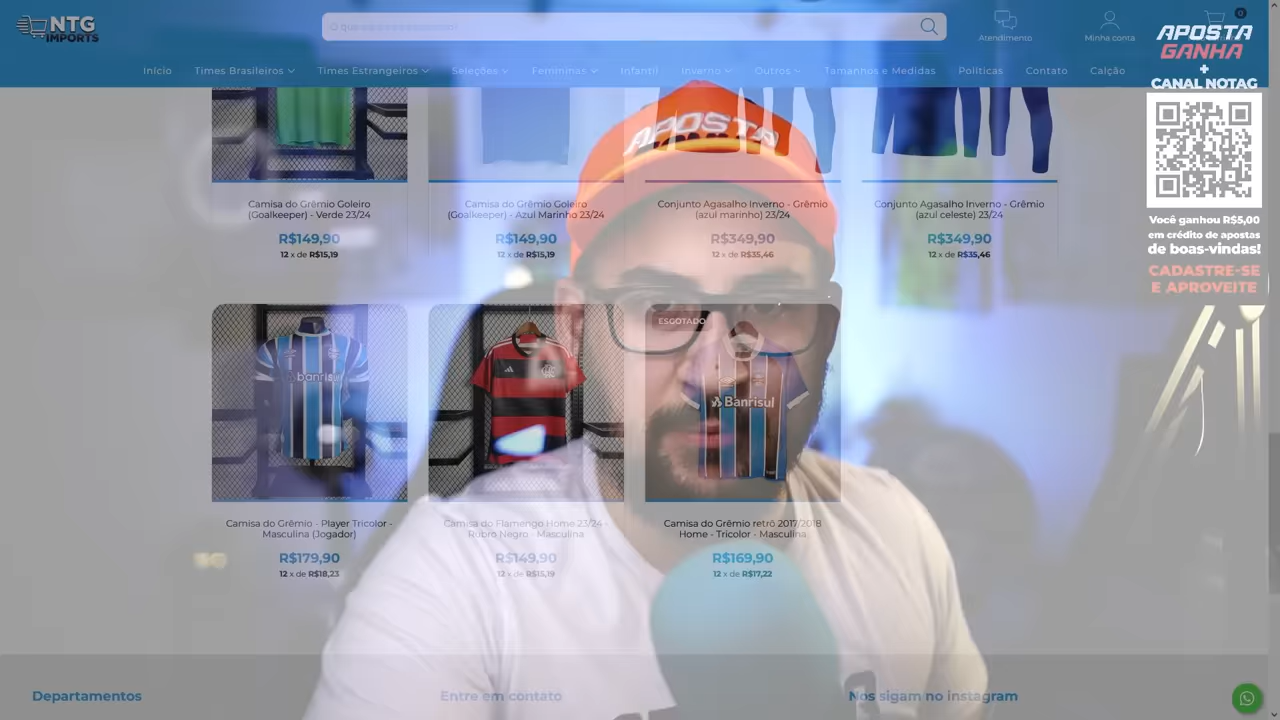 NTG
IMPORTS
Atendimento
Minha conta
0
Início
Times Brasileiros
Times Estrangeiros
Seleções
Femininas
Infantil
Inverno
Outros
Tamanhos e Medidas
Políticas
Contato
Calção
APOSTA
GANHA
+
CANAL NOTAG
Você ganhou R$5,00
em crédito de apostas
de boas-vindas!
CADASTRE-SE
E APROVEITE
APOSTA
Camisa do Grêmio Goleiro
(Goalkeeper) - Verde 23/24
R$149,90
12 x de R$15,19
Camisa do Grêmio Goleiro
(Goalkeeper) - Azul Marinho 23/24
R$149,90
12 x de R$15,19
Conjunto Agasalho Inverno - Grêmio
(azul marinho) 23/24
R$349,90
12 x de R$35,46
Conjunto Agasalho Inverno - Grêmio
(azul celeste) 23/24
R$349,90
12 x de R$35,46
ESGOTADO
banrisul
Banrisul
Camisa do Grêmio - Player Tricolor -
Masculina (Jogador)
R$179,90
12 x de R$18,23
Camisa do Flamengo Home 23/24 -
Rubro Negro - Masculina
R$149,90
12 x de R$15,19
Camisa do Grêmio retrô 2017/2018
Home - Tricolor - Masculina
R$169,90
12 x de R$17,22
Departamentos
Entre em contato
Nos sigam no instagram